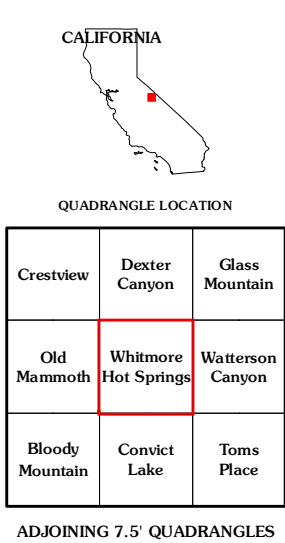 CALIFORNIA
QUADRANGLE LOCATION
Crestview
Dexter
Canyon
Glass
Mountain
Old
Mammoth
Whitmore
Hot Springs
Watterson
Canyon
Bloody
Mountain
Convict
Lake
Toms
Place
ADJOINING 7.5' QUADRANGLES